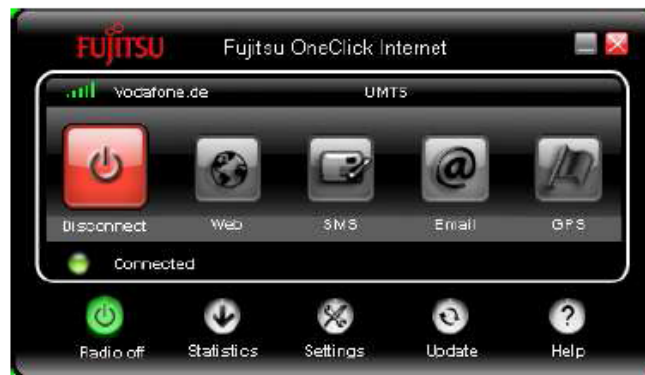 FUJITSU Fujitsu OneClick Internet
Vodafone.de UMTS
Disconnect Web SMS Email GPS
Connected
Radio off Statistics Settings Update Help